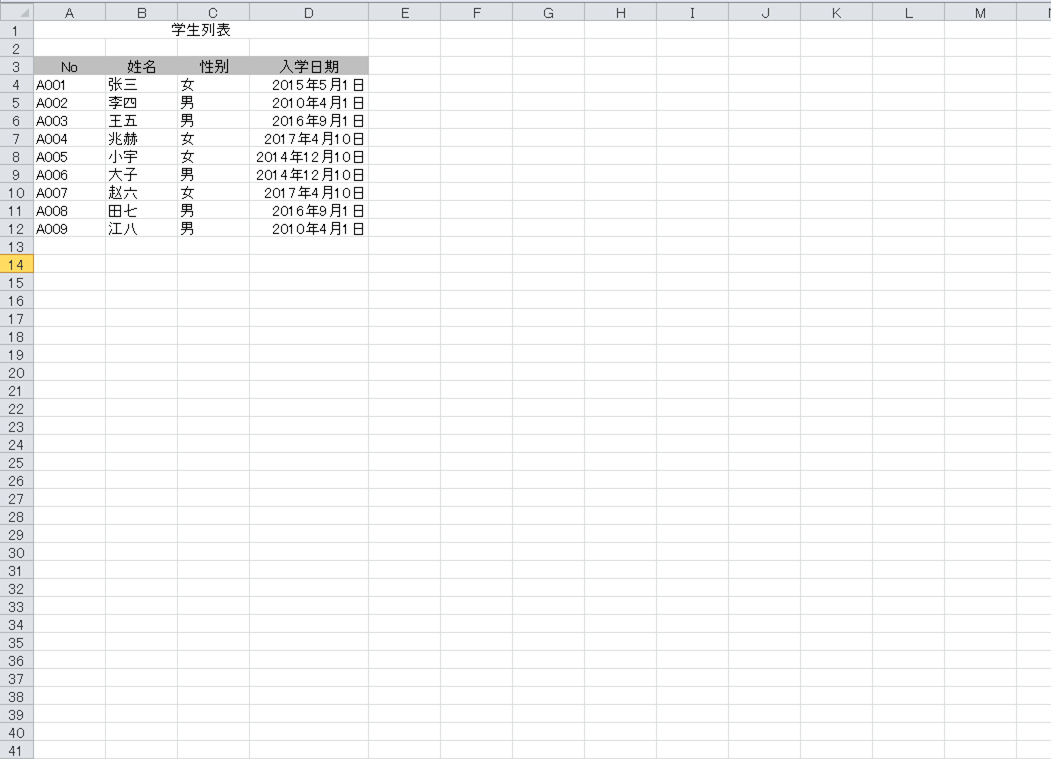 A B C D E F G H I J K L M
1 学生列表
2
3 No 姓名 性别 入学日期
4 A001 张三 女 2015年5月1日
5 A002 李四 男 2010年4月1日
6 A003 王五 男 2016年9月1日
7 A004 兆赫 女 2017年4月10日
8 A005 小宇 女 2014年12月10日
9 A006 大子 男 2014年12月10日
10 A007 赵六 女 2017年4月10日
11 A008 田七 男 2016年9月1日
12 A009 江八 男 2010年4月1日
13
14
15
16
17
18
19
20
21
22
23
24
25
26
27
28
29
30
31
32
33
34
35
36
37
38
39
40
41